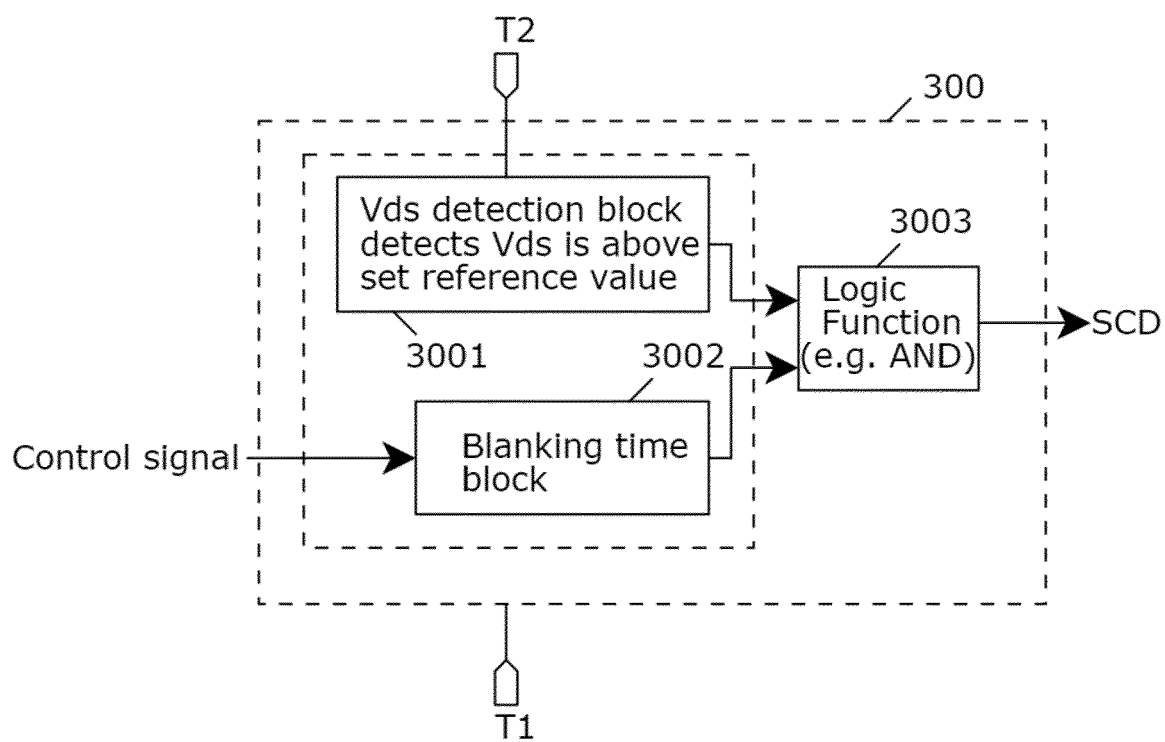 T2
300
Vds detection block
detects Vds is above
set reference value
3003
Logic
Function
(e.g. AND)
SCD
3001
3002
Control signal
Blanking time
block
T1